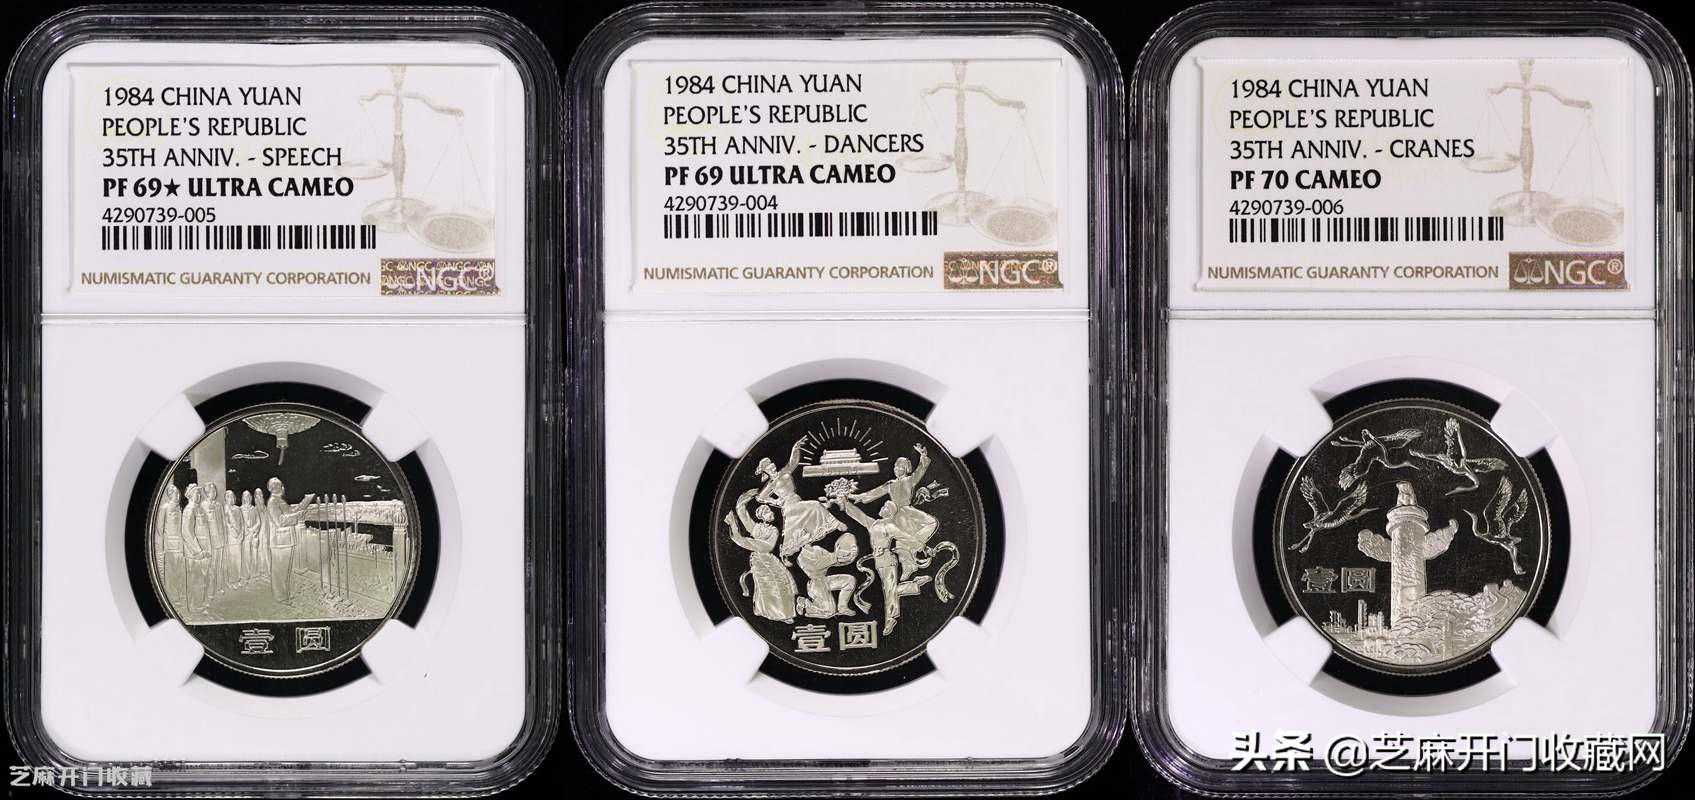 1984 CHINA YUAN
PEOPLE'S REPUBLIC
35TH ANNIV. - SPEECH
PF 69★ ULTRA CAMEO
4290739-005
NUMISMATIC GUARANTY CORPORATION
NGC®
壹圆
1984 CHINA YUAN
PEOPLE'S REPUBLIC
35TH ANNIV. - DANCERS
PF 69 ULTRA CAMEO
4290739-004
NUMISMATIC GUARANTY CORPORATION
NGC®
壹圆
1984 CHINA YUAN
PEOPLE'S REPUBLIC
35TH ANNIV. - CRANES
PF 70 CAMEO
4290739-006
NUMISMATIC GUARANTY CORPORATION
NGC®
壹圆
芝麻开门收藏
头条 @芝麻开门收藏网